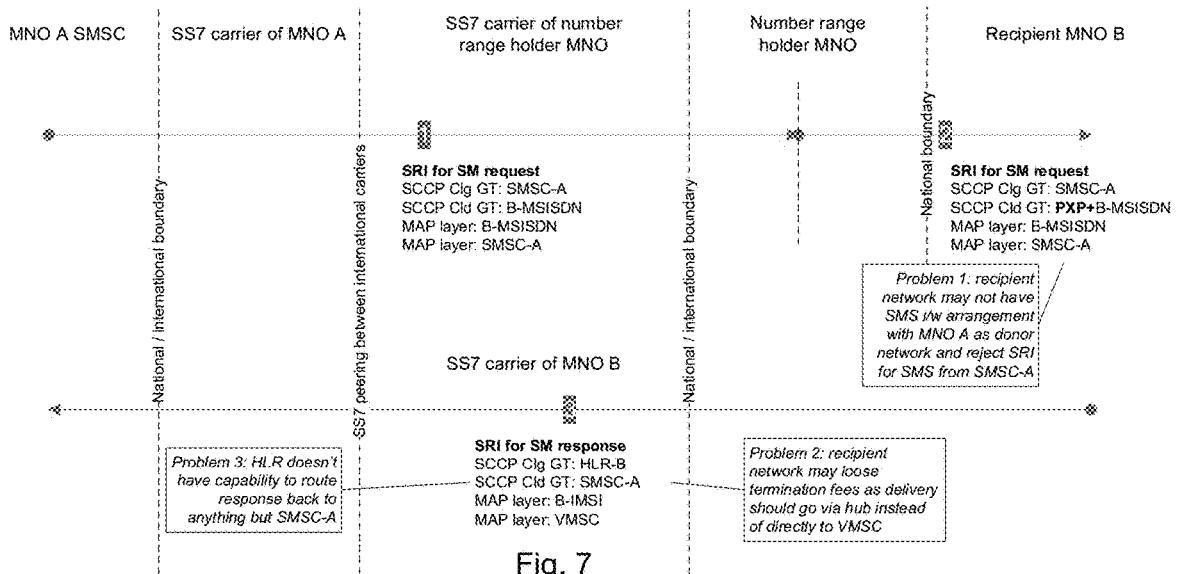 MNO A SMSC
SS7 carrier of MNO A
SS7 carrier of number
range holder MNO
Number range
holder MNO
Recipient MNO B
National / international boundary
SS7 peering between international carriers
National / international boundary
National boundary
SRI for SM request
SCCP Clg GT: SMSC-A
SCCP Cld GT: B-MSISDN
MAP layer: B-MSISDN
MAP layer: SMSC-A
SRI for SM request
SCCP Clg GT: SMSC-A
SCCP Cld GT: PXP+B-MSISDN
MAP layer: B-MSISDN
MAP layer: SMSC-A
Problem 1: recipient
network may not have
SMS i/w arrangement
with MNO A as donor
network and reject SRI
for SMS from SMSC-A
SS7 carrier of MNO B
SRI for SM response
SCCP Clg GT: HLR-B
SCCP Cld GT: SMSC-A
MAP layer: B-IMSI
MAP layer: VMSC
Problem 3: HLR doesn't
have capability to route
response back to
anything but SMSC-A
Problem 2: recipient
network may loose
termination fees as delivery
should go via hub instead
of directly to VMSC
Fig. 7